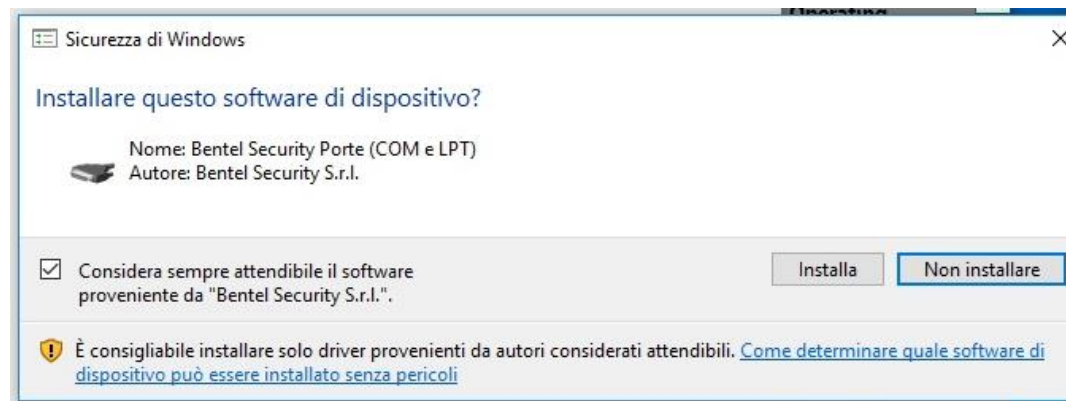 Operating
Sicurezza di Windows
Installare questo software di dispositivo?
Nome: Bentel Security Porte (COM e LPT)
Autore: Bentel Security S.r.l.
Considera sempre attendibile il software
proveniente da "Bentel Security S.r.l.".
Installa
Non installare
È consigliabile installare solo driver provenienti da autori considerati attendibili. Come determinare quale software di
dispositivo può essere installato senza pericoli